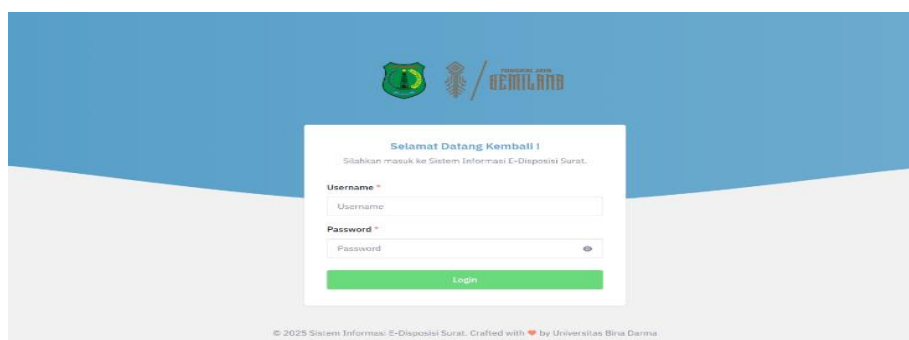 BEMILANG
Selamat Datang Kembali !
Silahkan masuk ke Sistem Informasi E-Disposisi Surat.
Username *
Username
Password *
Password
Login
© 2025 Sistem Informasi E-Disposisi Surat. Crafted with ❤ by Universitas Bina Darma